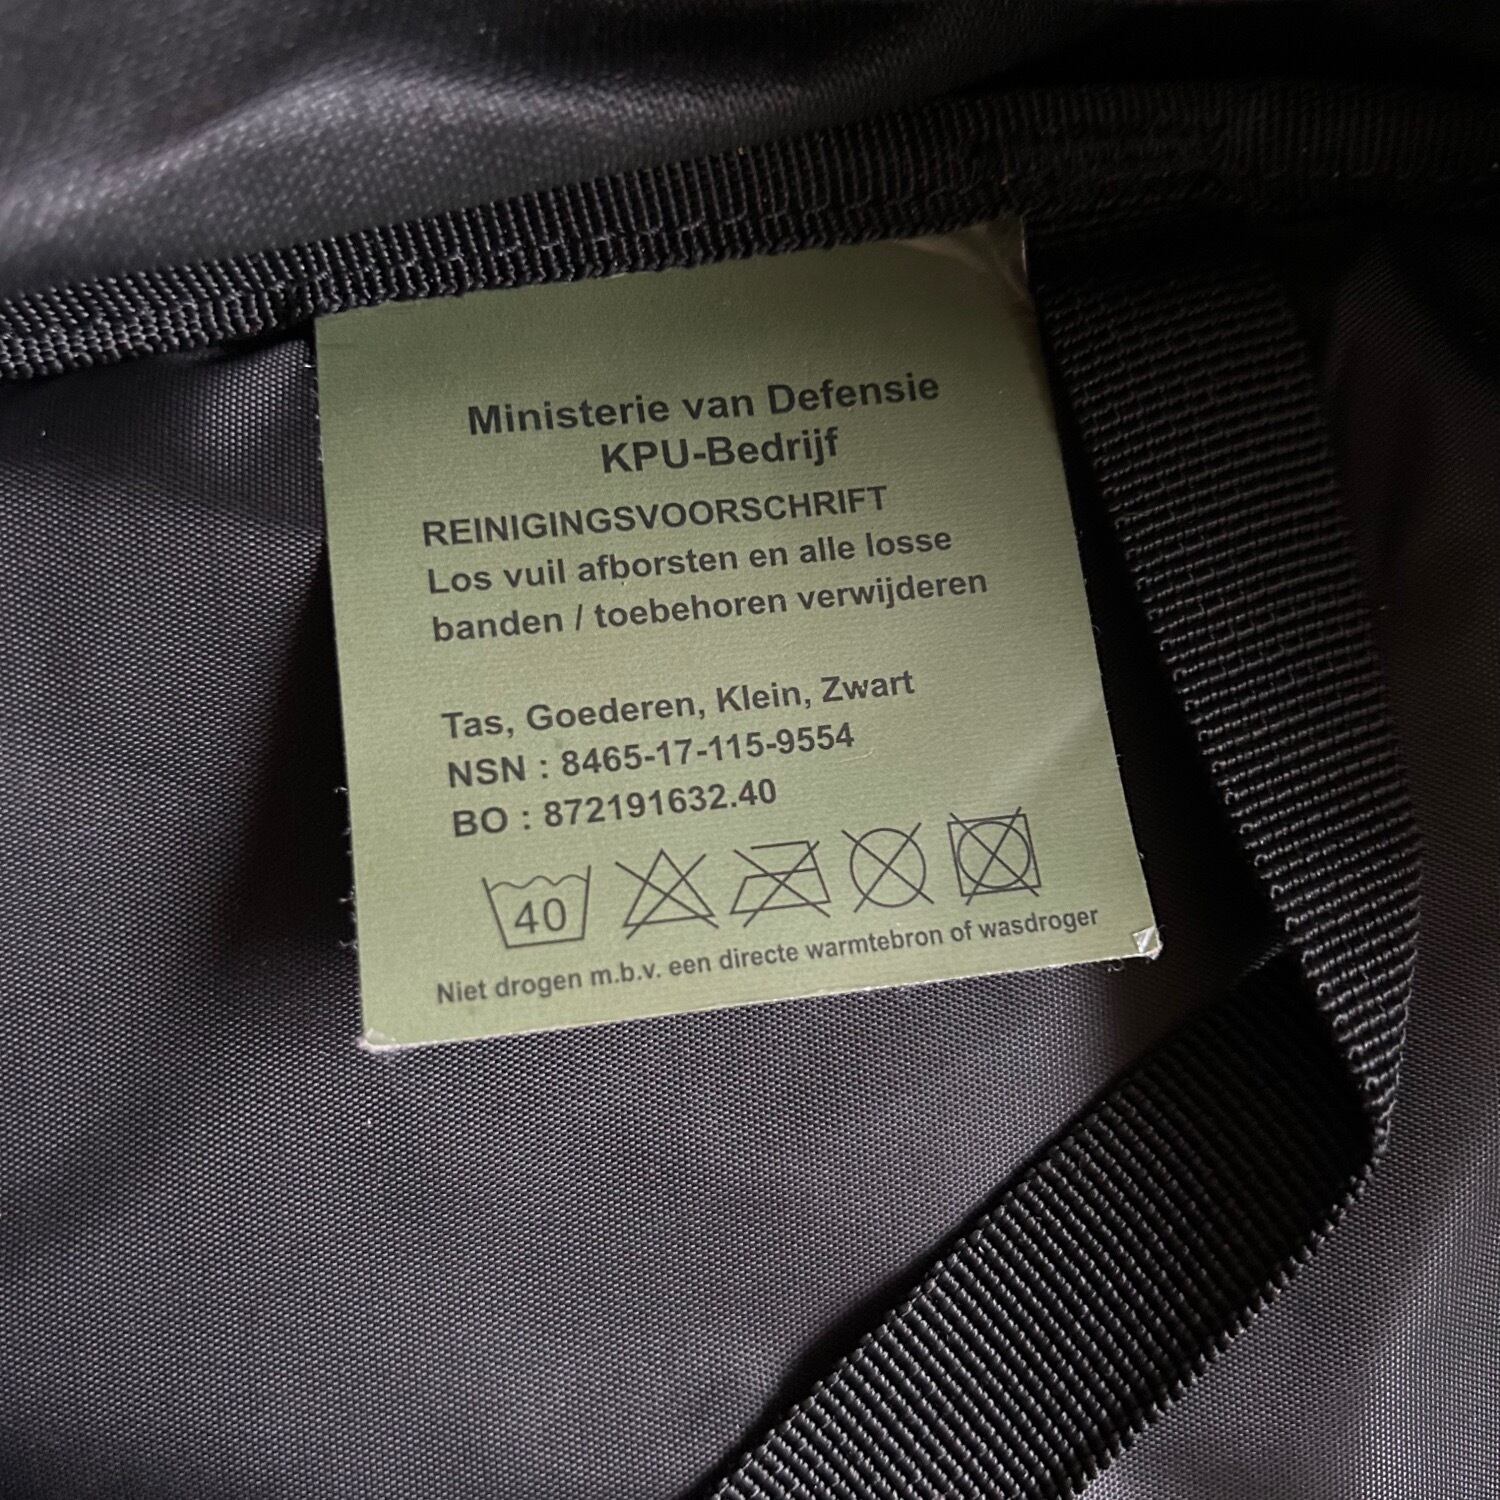 Ministerie van Defensie
KPU-Bedrijf
REINIGINGSVOORSCHRIFT
Los vuil afborsten en alle losse
banden / toebehoren verwijderen
Tas, Goederen, Klein, Zwart
NSN : 8465-17-115-9554
BO : 872191632.40
40
Niet drogen m.b.v. een directe warmtebron of wasdroger